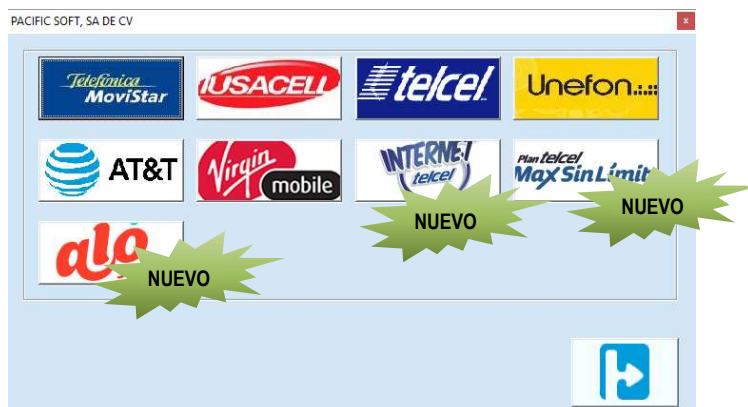 PACIFIC SOFT, SA DE CV
x
Telefónica
MoviStar
IUSACELL
telcel
Unefon
AT&T
Virgin
mobile
INTERNET
telcel
Plan telcel
Max Sin Límit
NUEVO
NUEVO
aló
NUEVO